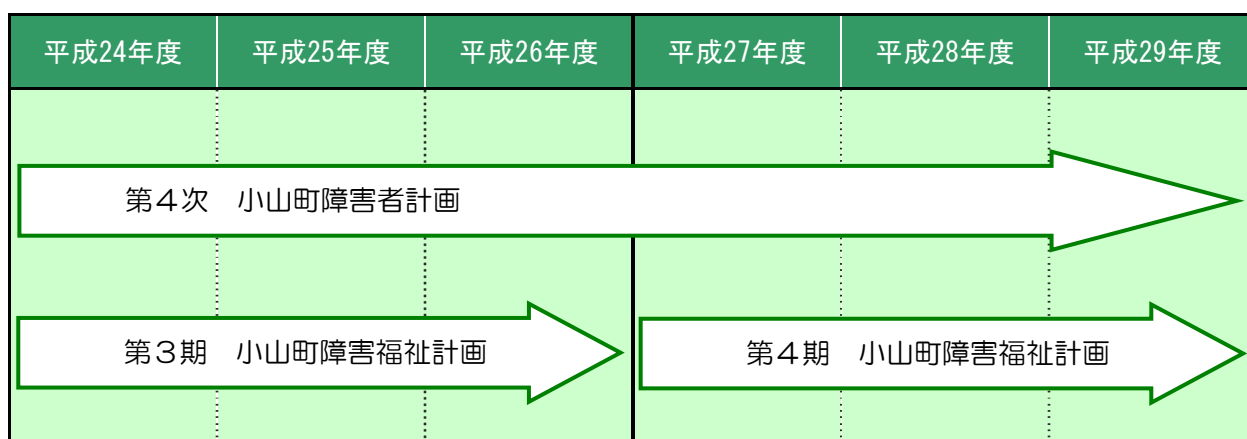 平成24年度 平成25年度 平成26年度 平成27年度 平成28年度 平成29年度
第4次 小山町障害者計画
第3期 小山町障害福祉計画 第4期 小山町障害福祉計画